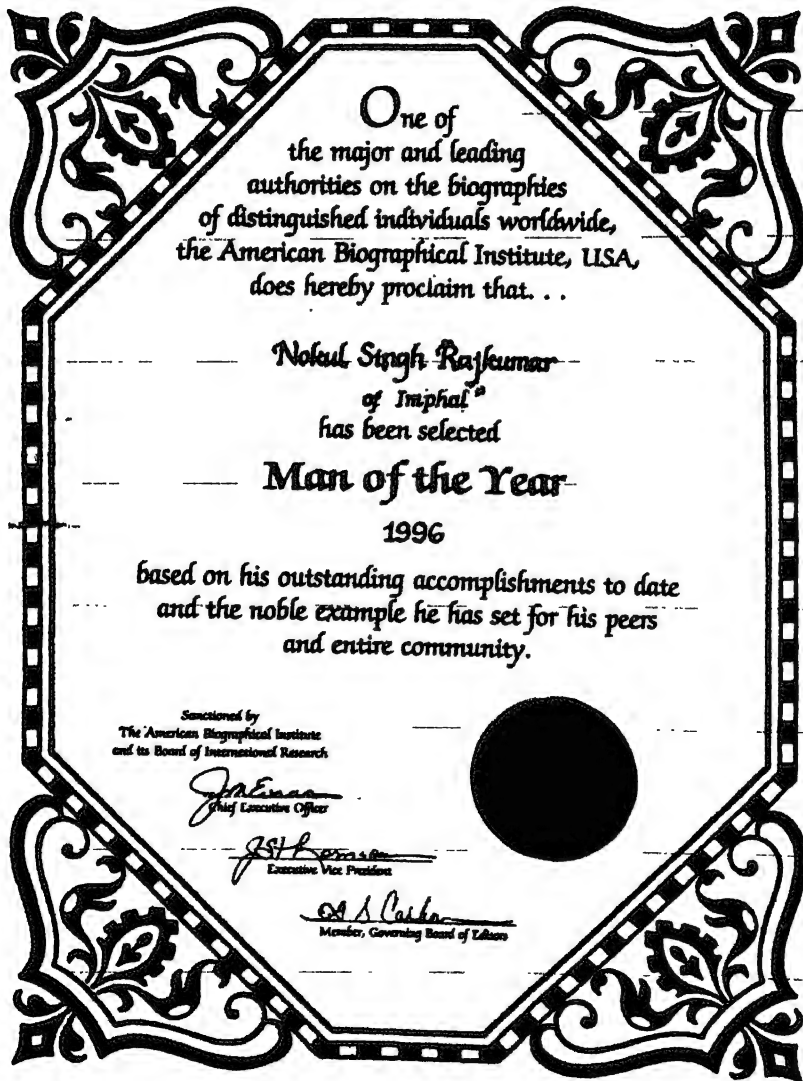 One of
the major and leading
authorities on the biographies
of distinguished individuals worldwide,
the American Biographical Institute, USA,
does hereby proclaim that. . .
Nokul Singh Rajkumar
of Imphal
has been selected
Man of the Year
1996
based on his outstanding accomplishments to date
and the noble example he has set for his peers
and entire community.
Sanctioned by
The American Biographical Institute
and its Board of International Research
Chief Executive Officer
Executive Vice President
Member, Governing Board of Editors